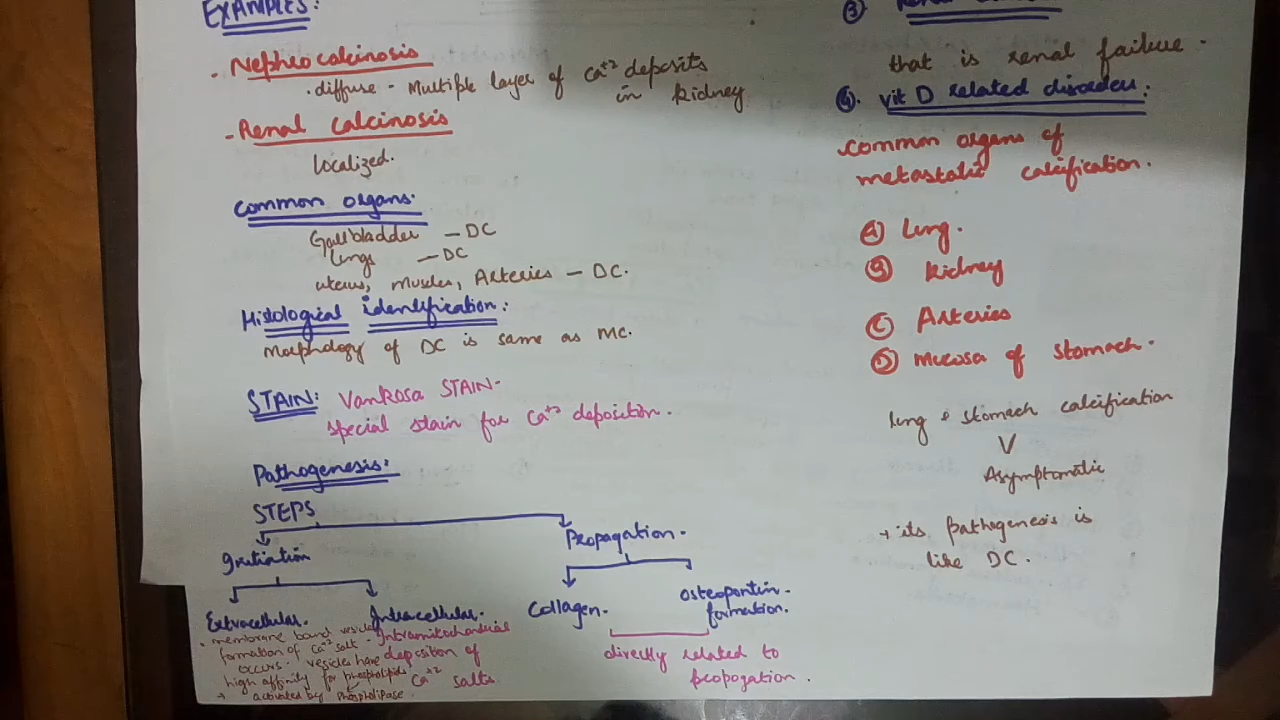 EXAMPLES:
. Nephrocalcinosis
. diffuse - Multiple layer of Ca+2 deposits
in kidney
- Renal calcinosis
localized.
Common organs:
Gallbladder - DC
lungs - DC
uterus, Muscles, Arteries - DC.
Histological identification:
Morphology of DC is same as MC.
STAIN: VanKosa STAIN-
special stain for Ca++ deposition.
Pathogenesis:
STEPS
Initiation
Propagation.
Extracellular.
Intracellular.
Collagen.
Osteopontin-
formation.
. membrane bound vesicle
formation of Ca+2 salt
occurs. vesicles have
high affinity for phospholipids
→ activated by Phospholipase.
- Intramitochondrial
deposition of
Ca+2 salts.
directly related to
propogation.
③
that is renal failure.
④. vit D related disorders:
common organs of
metastatic calcification.
Ⓐ Lung.
Ⓑ Kidney
Ⓒ Arteries
Ⓓ Mucosa of stomach.
lung & stomach calcification
Asymptomatic
→ its pathogenesis is
like DC.